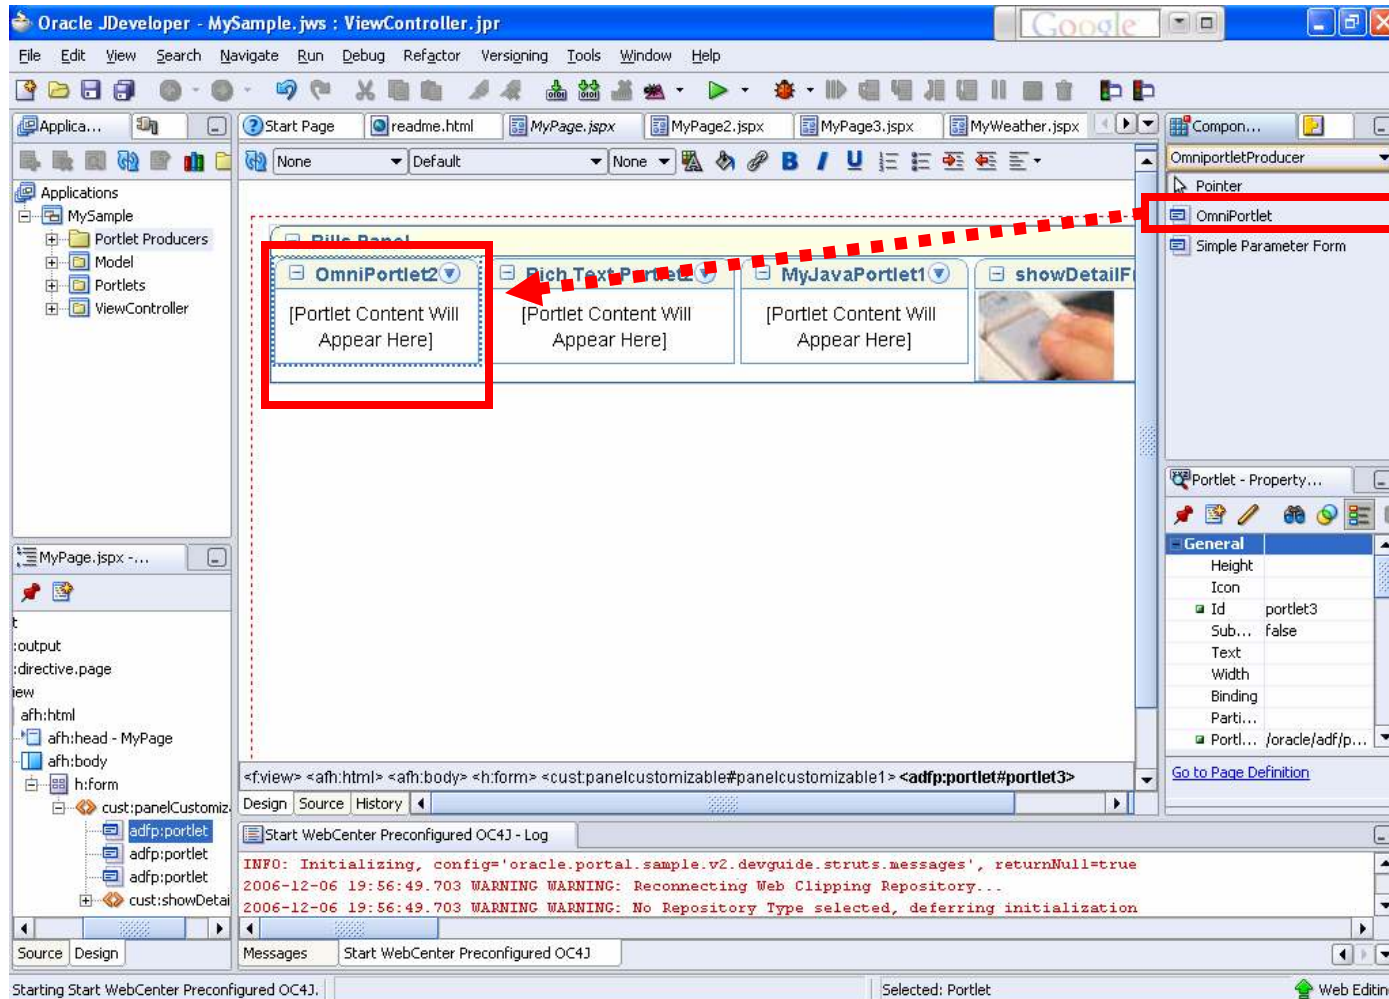 Oracle JDeveloper - MySample.jws : ViewController.jpr
Google
File Edit View Search Navigate Run Debug Refactor Versioning Tools Window Help
Applica...
Start Page readme.html MyPage.jspx MyPage2.jspx MyPage3.jspx MyWeather.jspx
Compon...
None Default None B I U
OmniportletProducer
Pointer
OmniPortlet
Simple Parameter Form
Applications
MySample
Portlet Producers
Model
Portlets
ViewController
Bills Panel
OmniPortlet2 Rich Text Portlet2 MyJavaPortlet1 showDetailF
[Portlet Content Will
Appear Here]
[Portlet Content Will
Appear Here]
[Portlet Content Will
Appear Here]
Portlet - Property...
General
Height
Icon
Id portlet3
Sub... false
Text
Width
Binding
Parti...
Portl... /oracle/adf/p...
Go to Page Definition
MyPage.jspx -...
t
:output
:directive.page
iew
afh:html
afh:head - MyPage
afh:body
h:form
cust:panelCustomiz
adfp:portlet
adfp:portlet
adfp:portlet
cust:showDetai
Source Design
<f:view> <afh:html> <afh:body> <h:form> <cust:panelcustomizable#panelcustomizable1> <adfp:portlet#portlet3>
Design Source History
Start WebCenter Preconfigured OC4J - Log
INFO: Initializing, config='oracle.portal.sample.v2.devguide.struts.messages', returnNull=true
2006-12-06 19:56:49.703 WARNING WARNING: Reconnecting Web Clipping Repository...
2006-12-06 19:56:49.703 WARNING WARNING: No Repository Type selected, deferring initialization
Messages Start WebCenter Preconfigured OC4J
Starting Start WebCenter Preconfigured OC4J.
Selected: Portlet
Web Editin